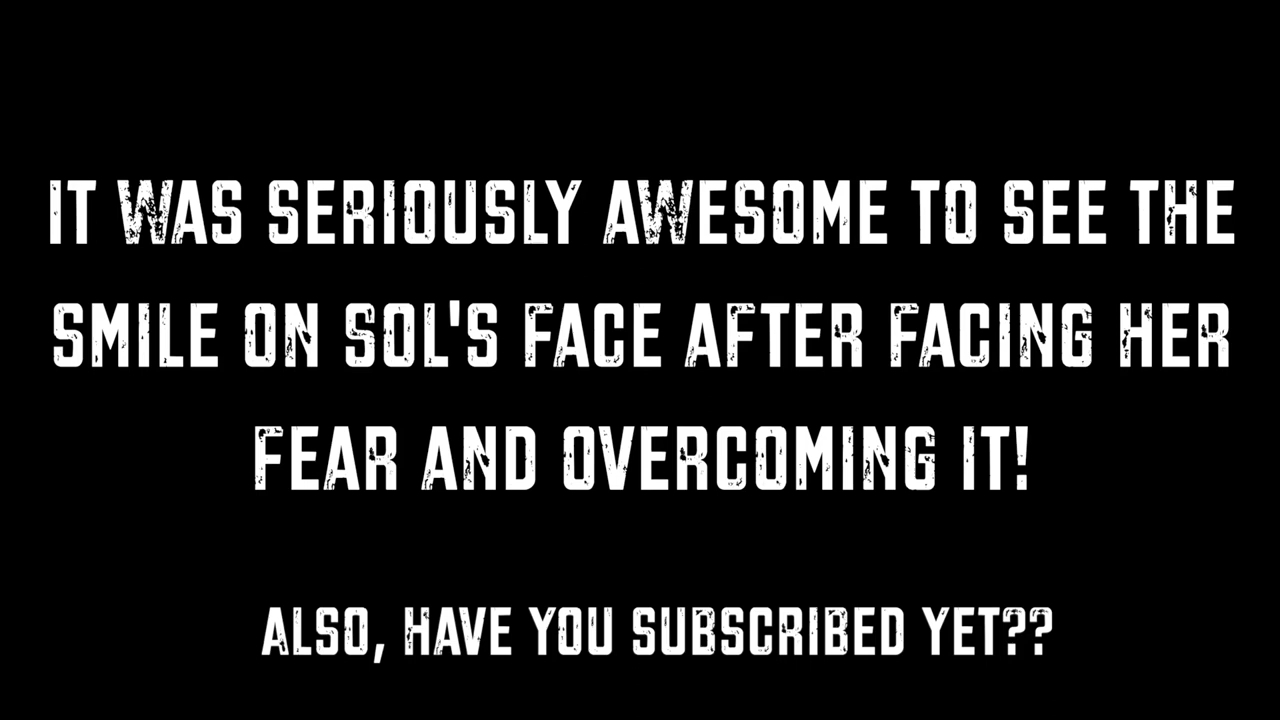 IT WAS SERIOUSLY AWESOME TO SEE THE
SMILE ON SOL'S FACE AFTER FACING HER
FEAR AND OVERCOMING IT!
ALSO, HAVE YOU SUBSCRIBED YET??